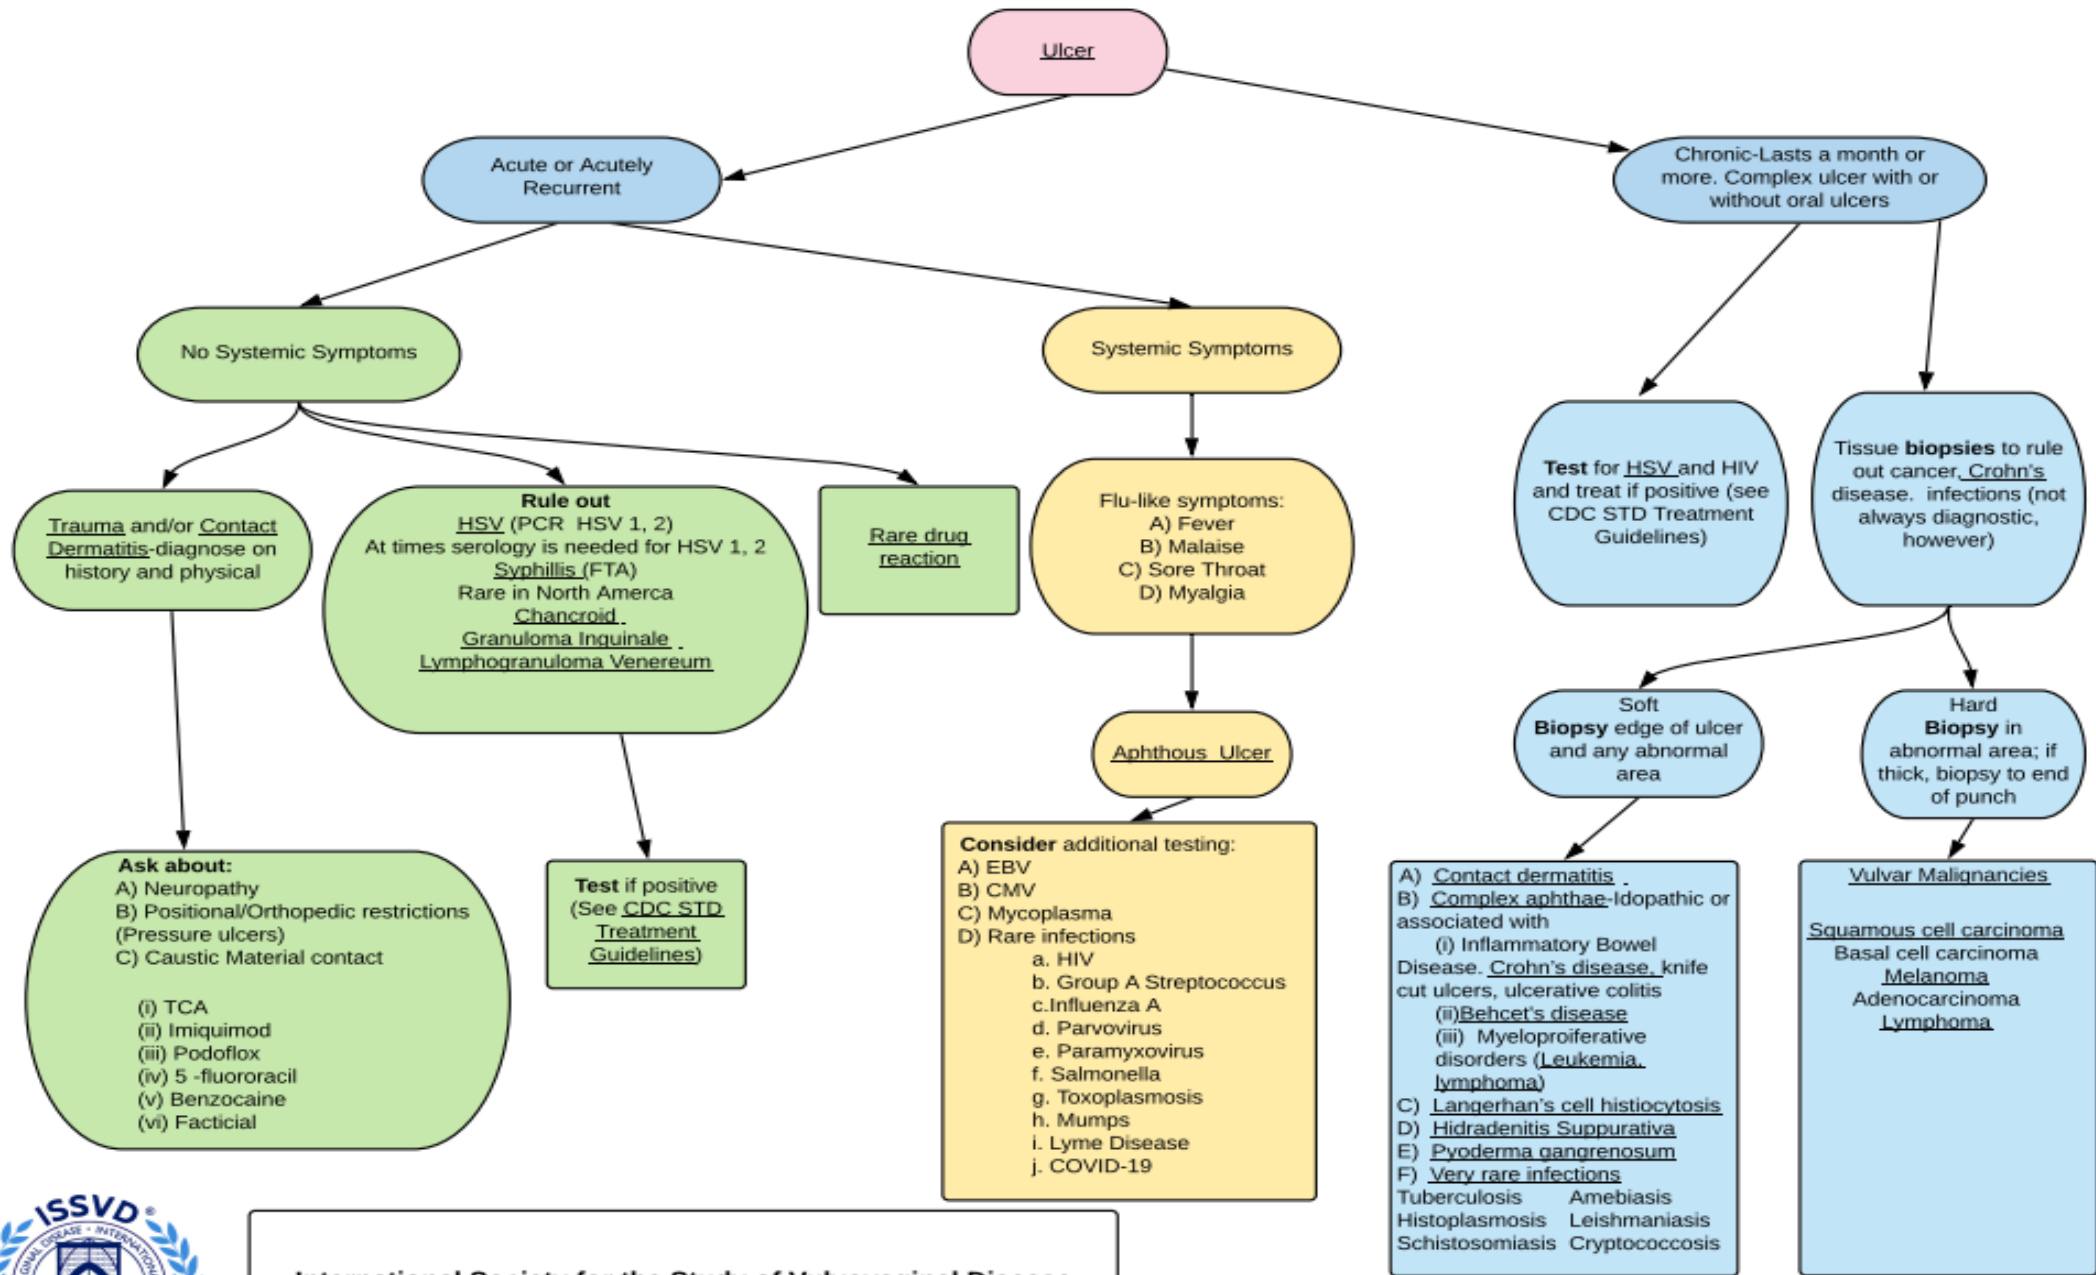 Ulcer
Acute or Acutely
Recurrent
Chronic-Lasts a month or
more. Complex ulcer with or
without oral ulcers
No Systemic Symptoms
Systemic Symptoms
Trauma and/or Contact
Dermatitis-diagnose on
history and physical
Rule out
HSV (PCR HSV 1, 2)
At times serology is needed for HSV 1, 2
Syphillis (FTA)
Rare in North Amerca
Chancroid
Granuloma Inguinale
Lymphogranuloma Venereum
Rare drug
reaction
Flu-like symptoms:
A) Fever
B) Malaise
C) Sore Throat
D) Myalgia
Test for HSV and HIV
and treat if positive (see
CDC STD Treatment
Guidelines)
Tissue biopsies to rule
out cancer, Crohn's
disease. infections (not
always diagnostic,
however)
Aphthous Ulcer
Soft
Biopsy edge of ulcer
and any abnormal
area
Hard
Biopsy in
abnormal area; if
thick, biopsy to end
of punch
Ask about:
A) Neuropathy
B) Positional/Orthopedic restrictions
(Pressure ulcers)
C) Caustic Material contact
(i) TCA
(ii) Imiquimod
(iii) Podoflox
(iv) 5 -fluororacil
(v) Benzocaine
(vi) Facticial
Test if positive
(See CDC STD
Treatment
Guidelines)
Consider additional testing:
A) EBV
B) CMV
C) Mycoplasma
D) Rare infections
a. HIV
b. Group A Streptococcus
c.Influenza A
d. Parvovirus
e. Paramyxovirus
f. Salmonella
g. Toxoplasmosis
h. Mumps
i. Lyme Disease
j. COVID-19
A) Contact dermatitis
B) Complex aphthae-Idopathic or
associated with
(i) Inflammatory Bowel
Disease. Crohn's disease, knife
cut ulcers, ulcerative colitis
(ii)Behcet's disease
(iii) Myeloproiferative
disorders (Leukemia,
lymphoma)
C) Langerhan's cell histiocytosis
D) Hidradenitis Suppurativa
E) Pyoderma gangrenosum
F) Very rare infections
Tuberculosis Amebiasis
Histoplasmosis Leishmaniasis
Schistosomiasis Cryptococcosis
Vulvar Malignancies
Squamous cell carcinoma
Basal cell carcinoma
Melanoma
Adenocarcinoma
Lymphoma
ISSVD®
DISEASE • INTERNATION
International Society for the Study of Vulvovaginal Disease